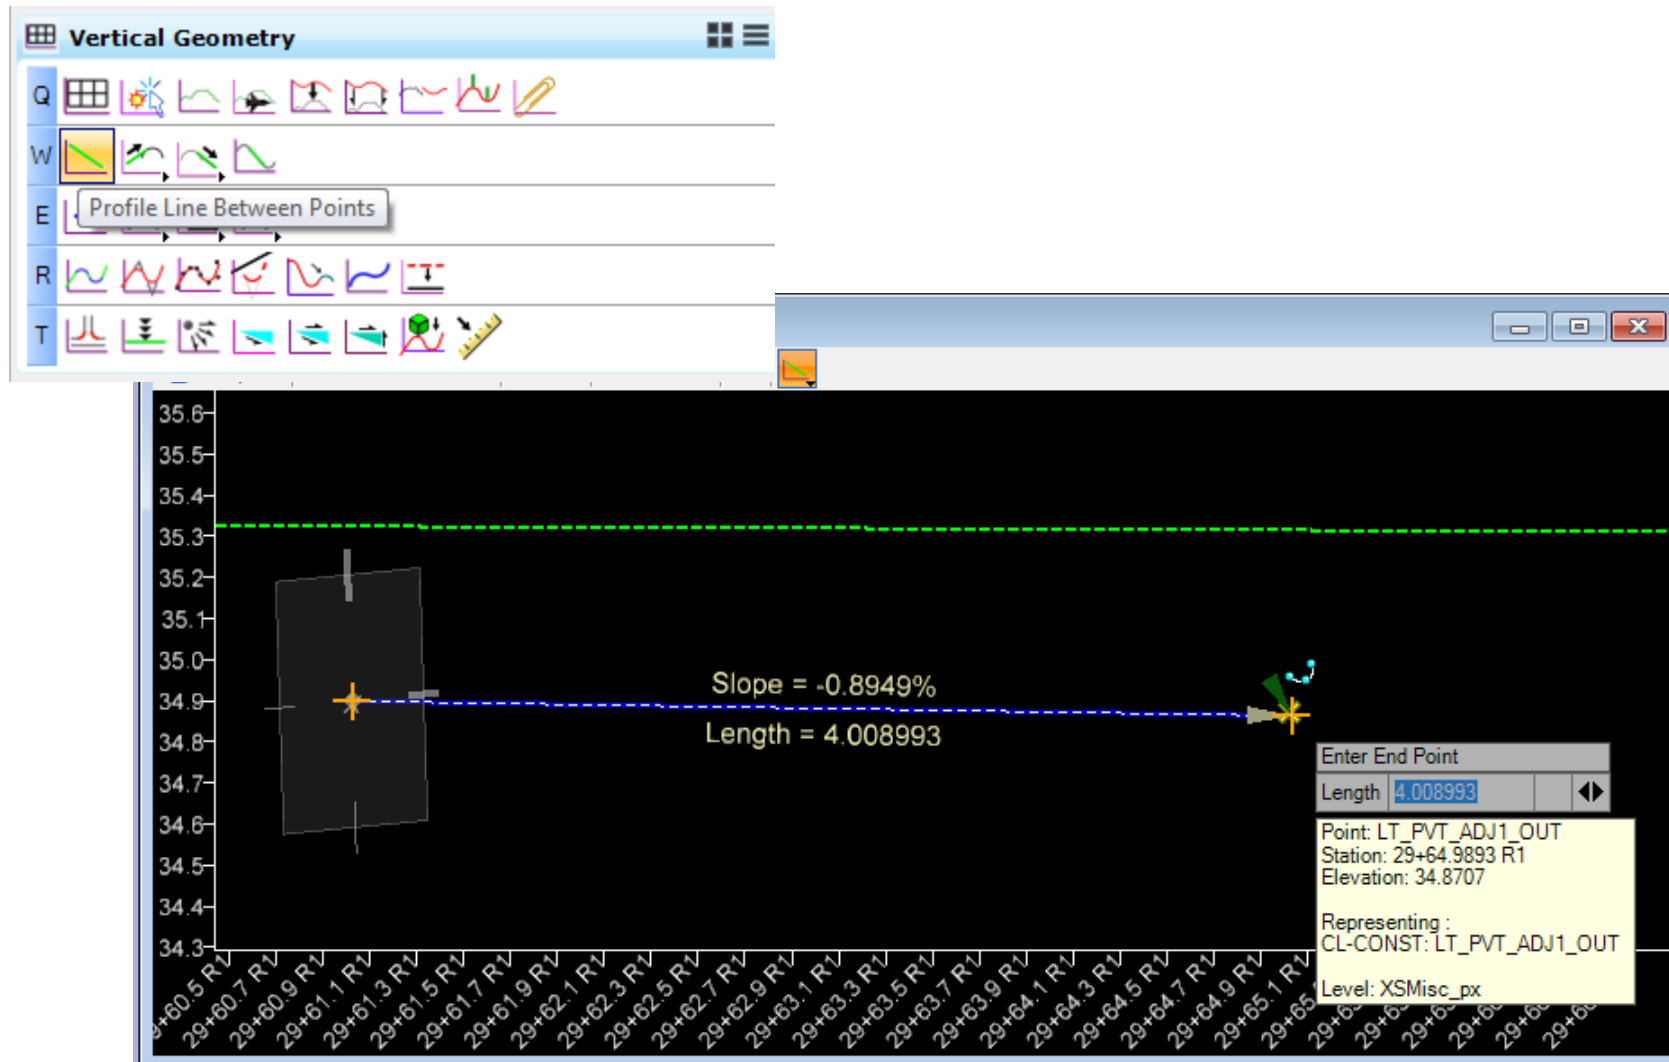 Vertical Geometry
Q
W
Profile Line Between Points
E
R
T
35.6
35.5
35.4
35.3
35.2
35.1
35.0
34.9
34.8
34.7
34.6
34.5
34.4
34.3
Slope = -0.8949%
Length = 4.008993
Enter End Point
Length 4.008993
Point: LT_PVT_ADJ1_OUT
Station: 29+64.9893 R1
Elevation: 34.8707
Representing :
CL-CONST: LT_PVT_ADJ1_OUT
Level: XSMisc_px
29+60.5 R1
29+60.7 R1
29+60.9 R1
29+61.1 R1
29+61.3 R1
29+61.5 R1
29+61.7 R1
29+61.9 R1
29+62.1 R1
29+62.3 R1
29+62.5 R1
29+62.7 R1
29+62.9 R1
29+63.1 R1
29+63.3 R1
29+63.5 R1
29+63.7 R1
29+63.9 R1
29+64.1 R1
29+64.3 R1
29+64.5 R1
29+64.7 R1
29+64.9 R1
29+65.1 R1